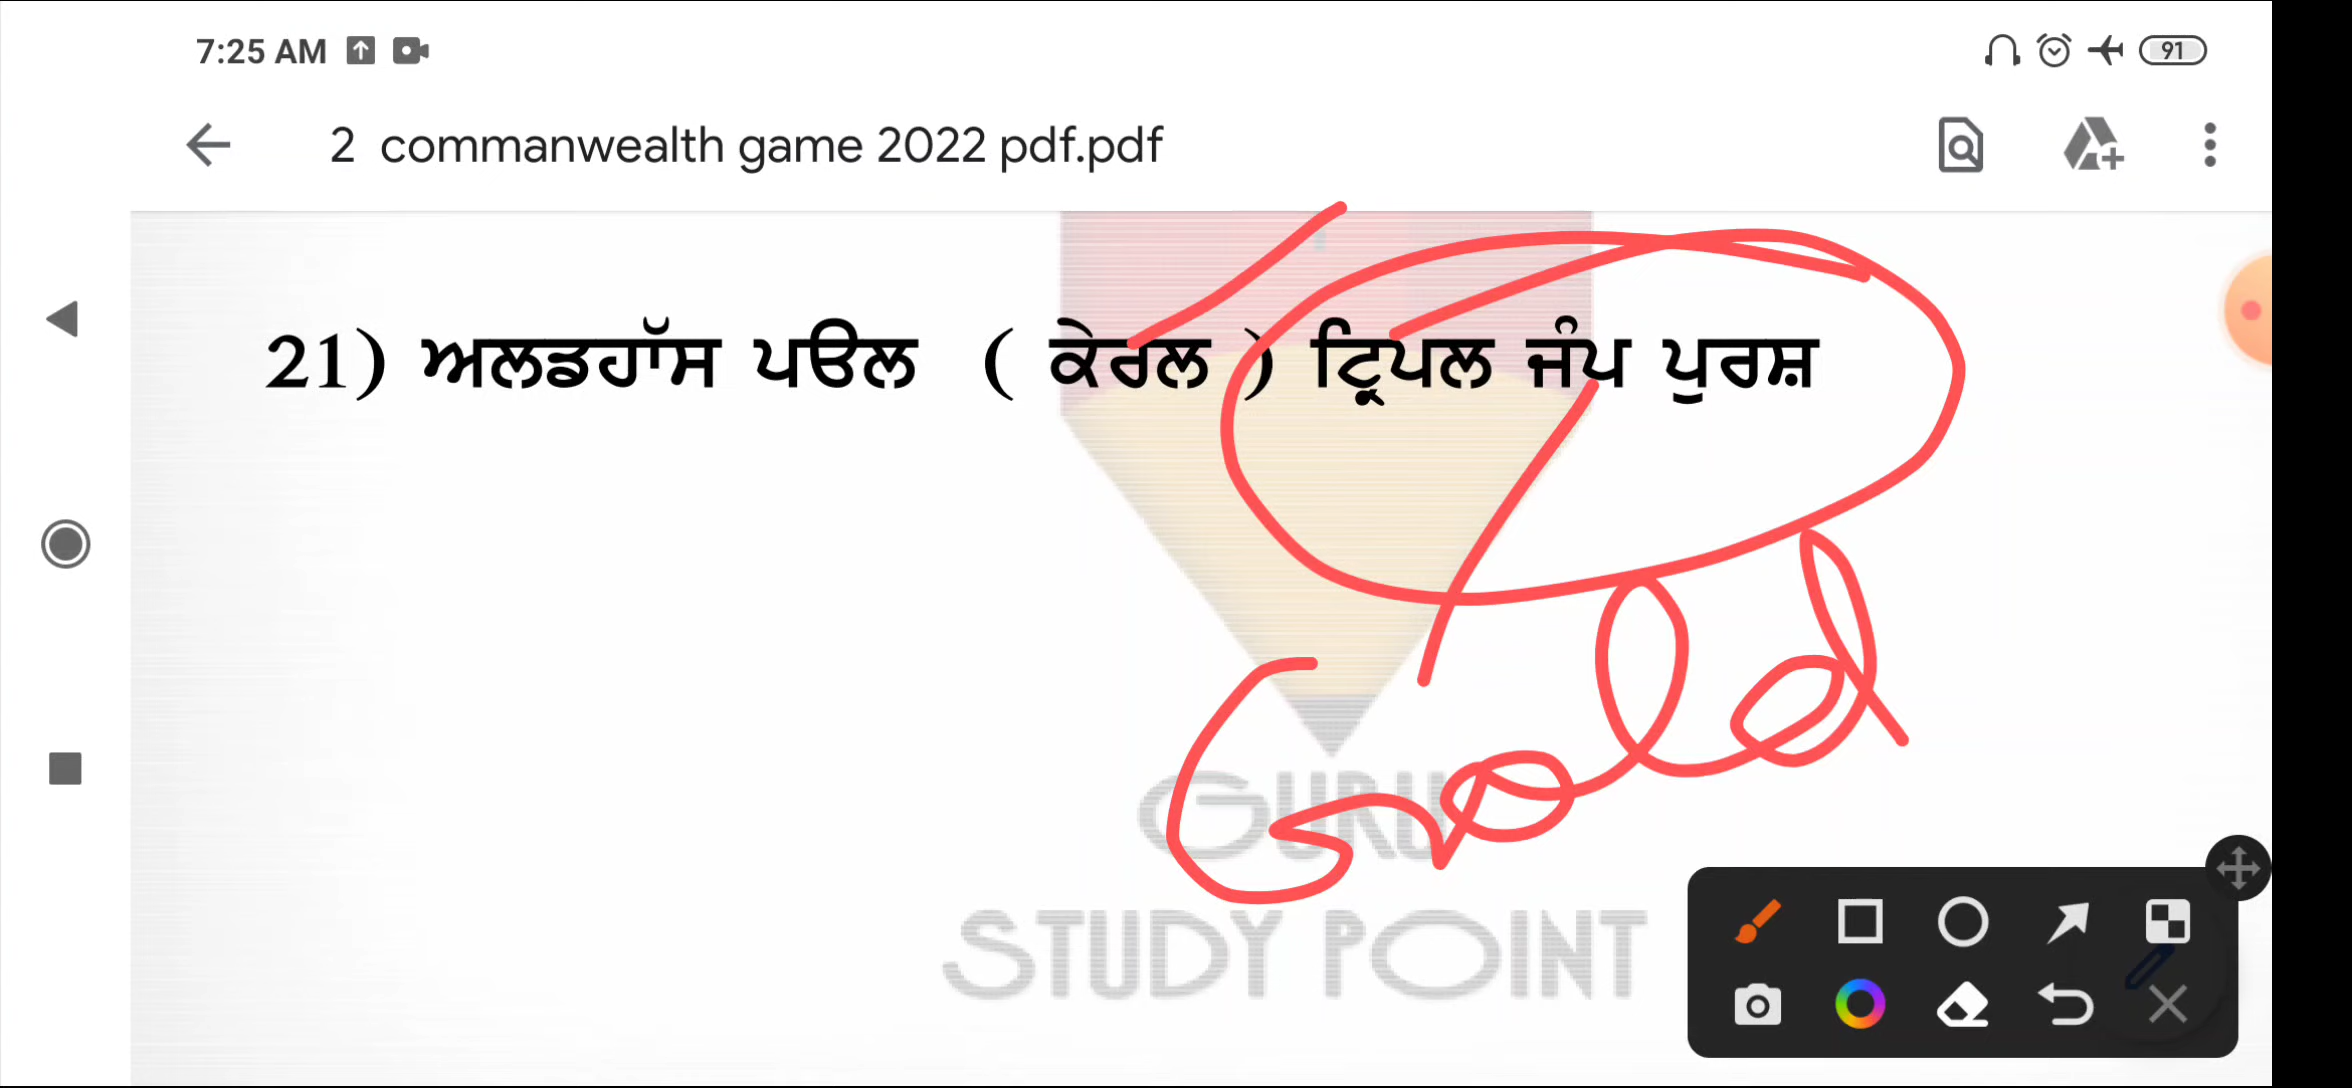 7:25 AM
91
2 commanwealth game 2022 pdf.pdf
21) ਅਲਡਹਾੱਸ ਪੳਲ ( ਕੇਰਲ ) ਟ੍ਰਿਪਲ ਜੰਪ ਪੁਰਸ਼
Gold
GURU
STUDY POINT